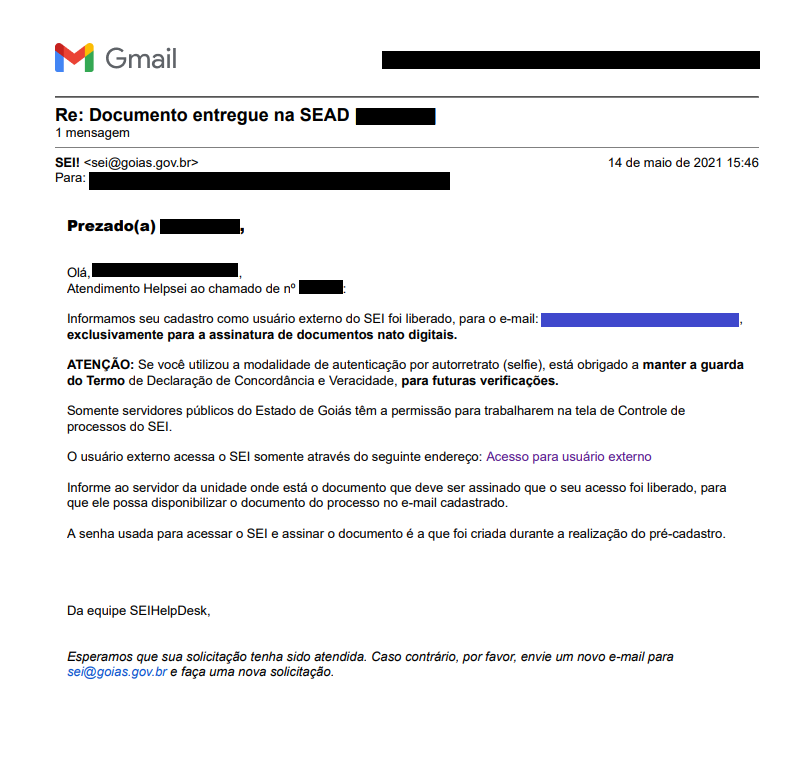 Gmail
Re: Documento entregue na SEAD
1 mensagem
SEI! <sei@goias.gov.br> 14 de maio de 2021 15:46
Para:
Prezado(a) ,
Olá, ,
Atendimento Helpsei ao chamado de nº :
Informamos seu cadastro como usuário externo do SEI foi liberado, para o e-mail: ,
exclusivamente para a assinatura de documentos nato digitais.
ATENÇÃO: Se você utilizou a modalidade de autenticação por autorretrato (selfie), está obrigado a manter a guarda
do Termo de Declaração de Concordância e Veracidade, para futuras verificações.
Somente servidores públicos do Estado de Goiás têm a permissão para trabalharem na tela de Controle de
processos do SEI.
O usuário externo acessa o SEI somente através do seguinte endereço: Acesso para usuário externo
Informe ao servidor da unidade onde está o documento que deve ser assinado que o seu acesso foi liberado, para
que ele possa disponibilizar o documento do processo no e-mail cadastrado.
A senha usada para acessar o SEI e assinar o documento é a que foi criada durante a realização do pré-cadastro.
Da equipe SEIHelpDesk,
Esperamos que sua solicitação tenha sido atendida. Caso contrário, por favor, envie um novo e-mail para
sei@goias.gov.br e faça uma nova solicitação.